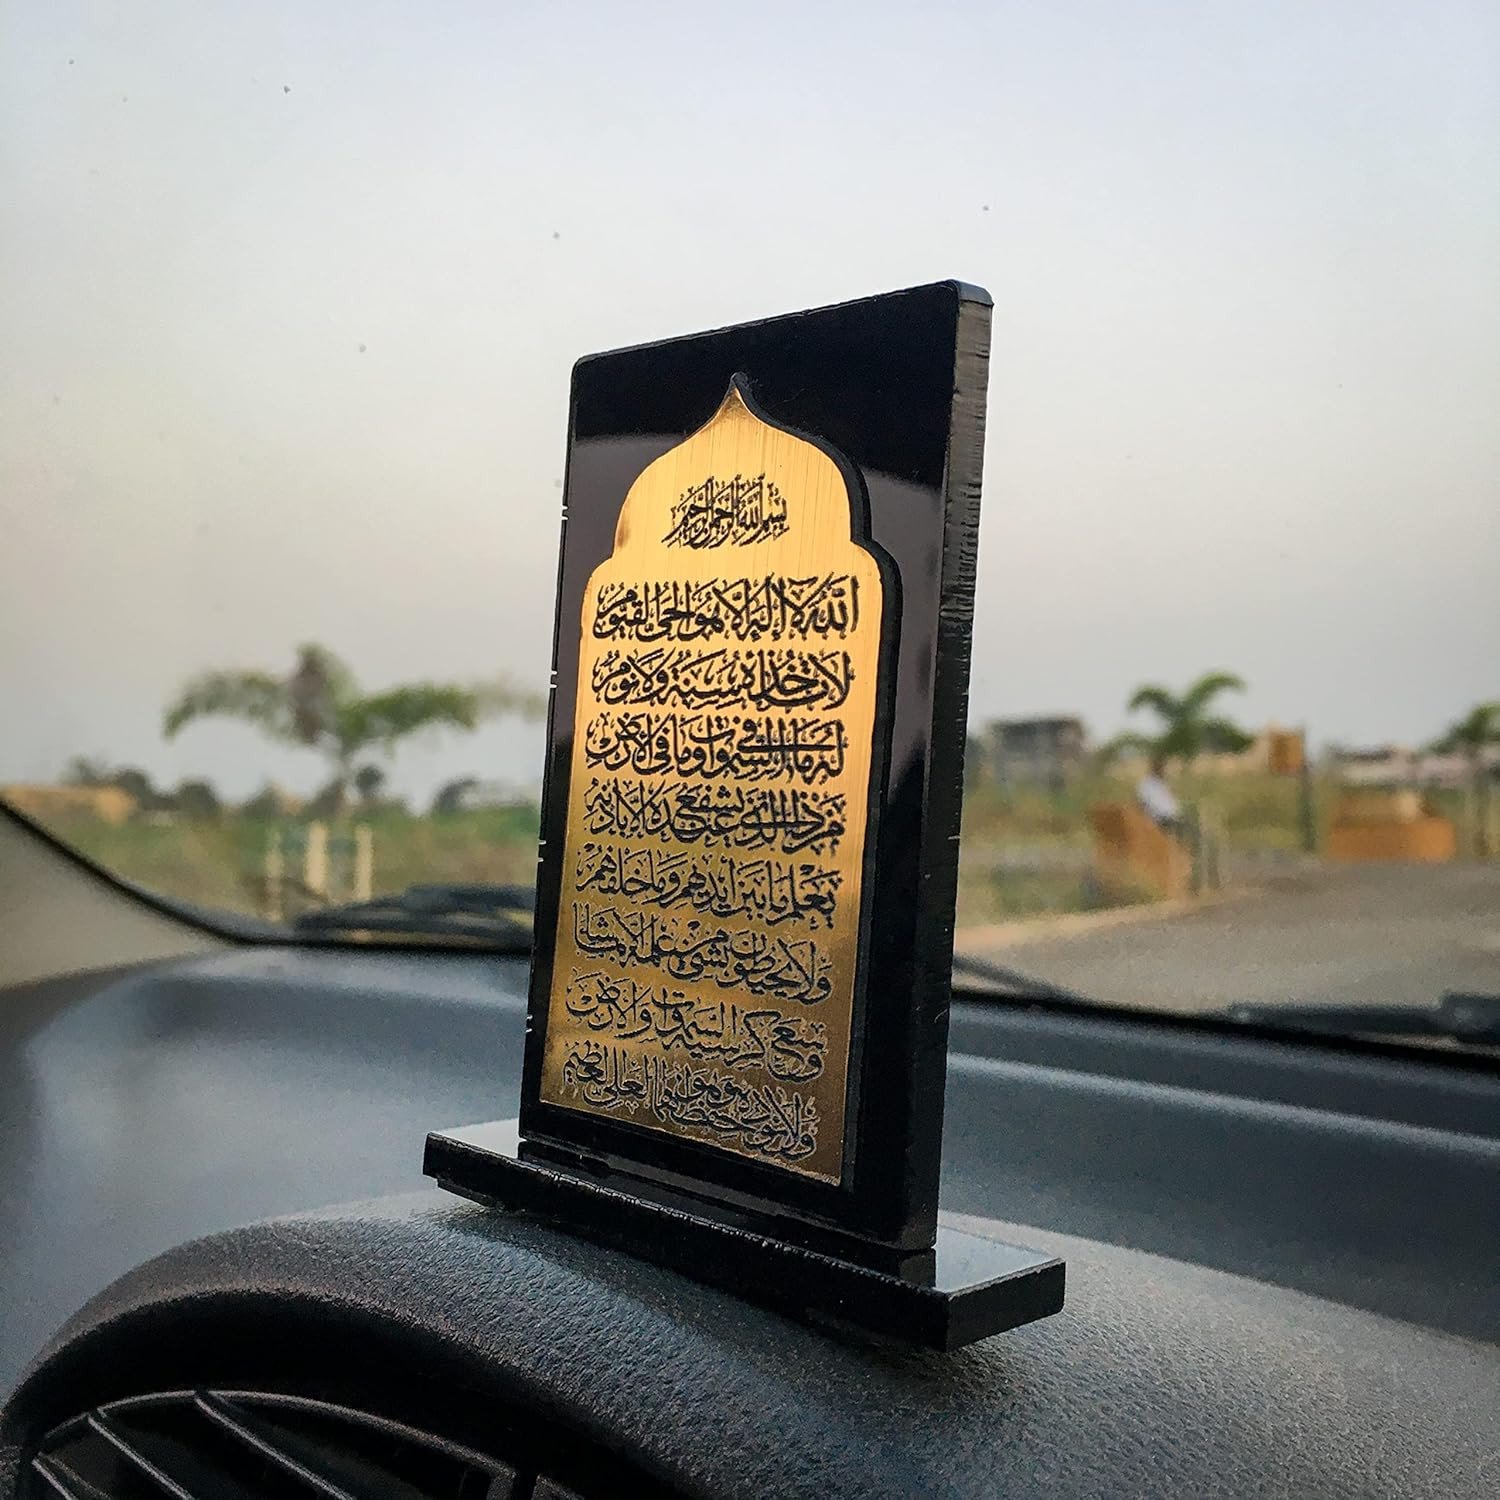 بسم الله الرحمن الرحيم
الله لا إله إلا هو الحي القيوم
لا تأخذه سنة ولا نوم
له ما في السموات وما في الأرض
من ذا الذي يشفع عنده إلا بإذنه
يعلم ما بين أيديهم وما خلفهم
ولا يحيطون بشيء من علمه إلا بما شاء
وسع كرسيه السموات والأرض
ولا يئوده حفظهما وهو العلي العظيم